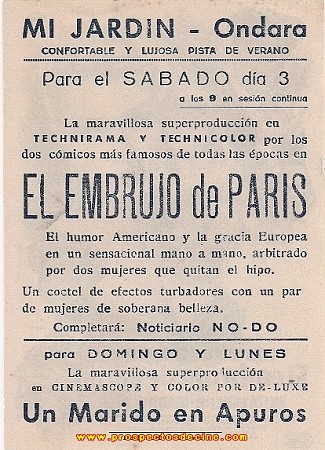 MI JARDIN - Ondara
CONFORTABLE Y LUJOSA PISTA DE VERANO
Para el SABADO día 3
a las 9 en sesión continua
La maravillosa superproducción en
TECHNIRAMA Y TECHNICOLOR por los
dos cómicos más famosos de todas las épocas en
EL EMBRUJO de PARIS
El humor Americano y la gracia Europea
en un sensacional mano a mano, arbitrado
por dos mujeres que quitan el hipo.
Un coctel de efectos turbadores con un par
de mujeres de soberana belleza.
Completará: Noticiario NO-DO
para DOMINGO Y LUNES
La maravillosa superproducción
en CINEMASCOPE Y COLOR POR DE-LUXE
Un Marido en Apuros
www.prospectosdecine.com